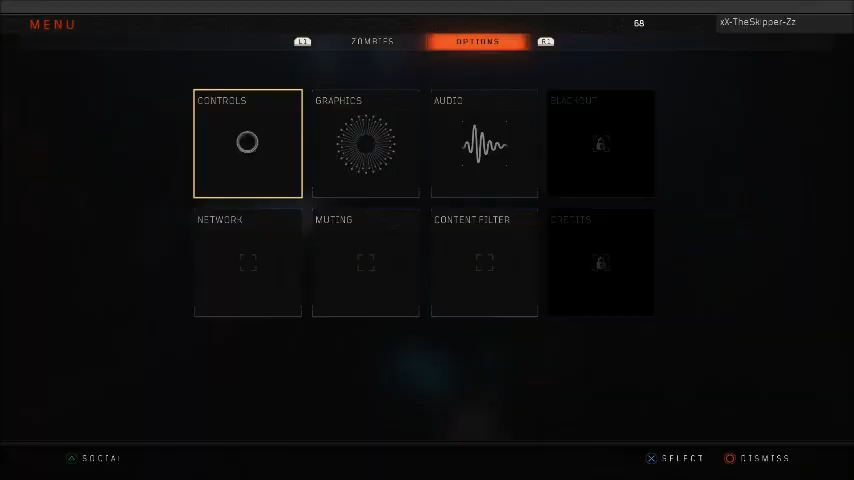 MENU
68
xX-TheSkipper-Zz
L1 ZOMBIES OPTIONS R1
CONTROLS GRAPHICS AUDIO BLACKOUT
NETWORK MUTING CONTENT FILTER CREDITS
SOCIAL SELECT DISMISS